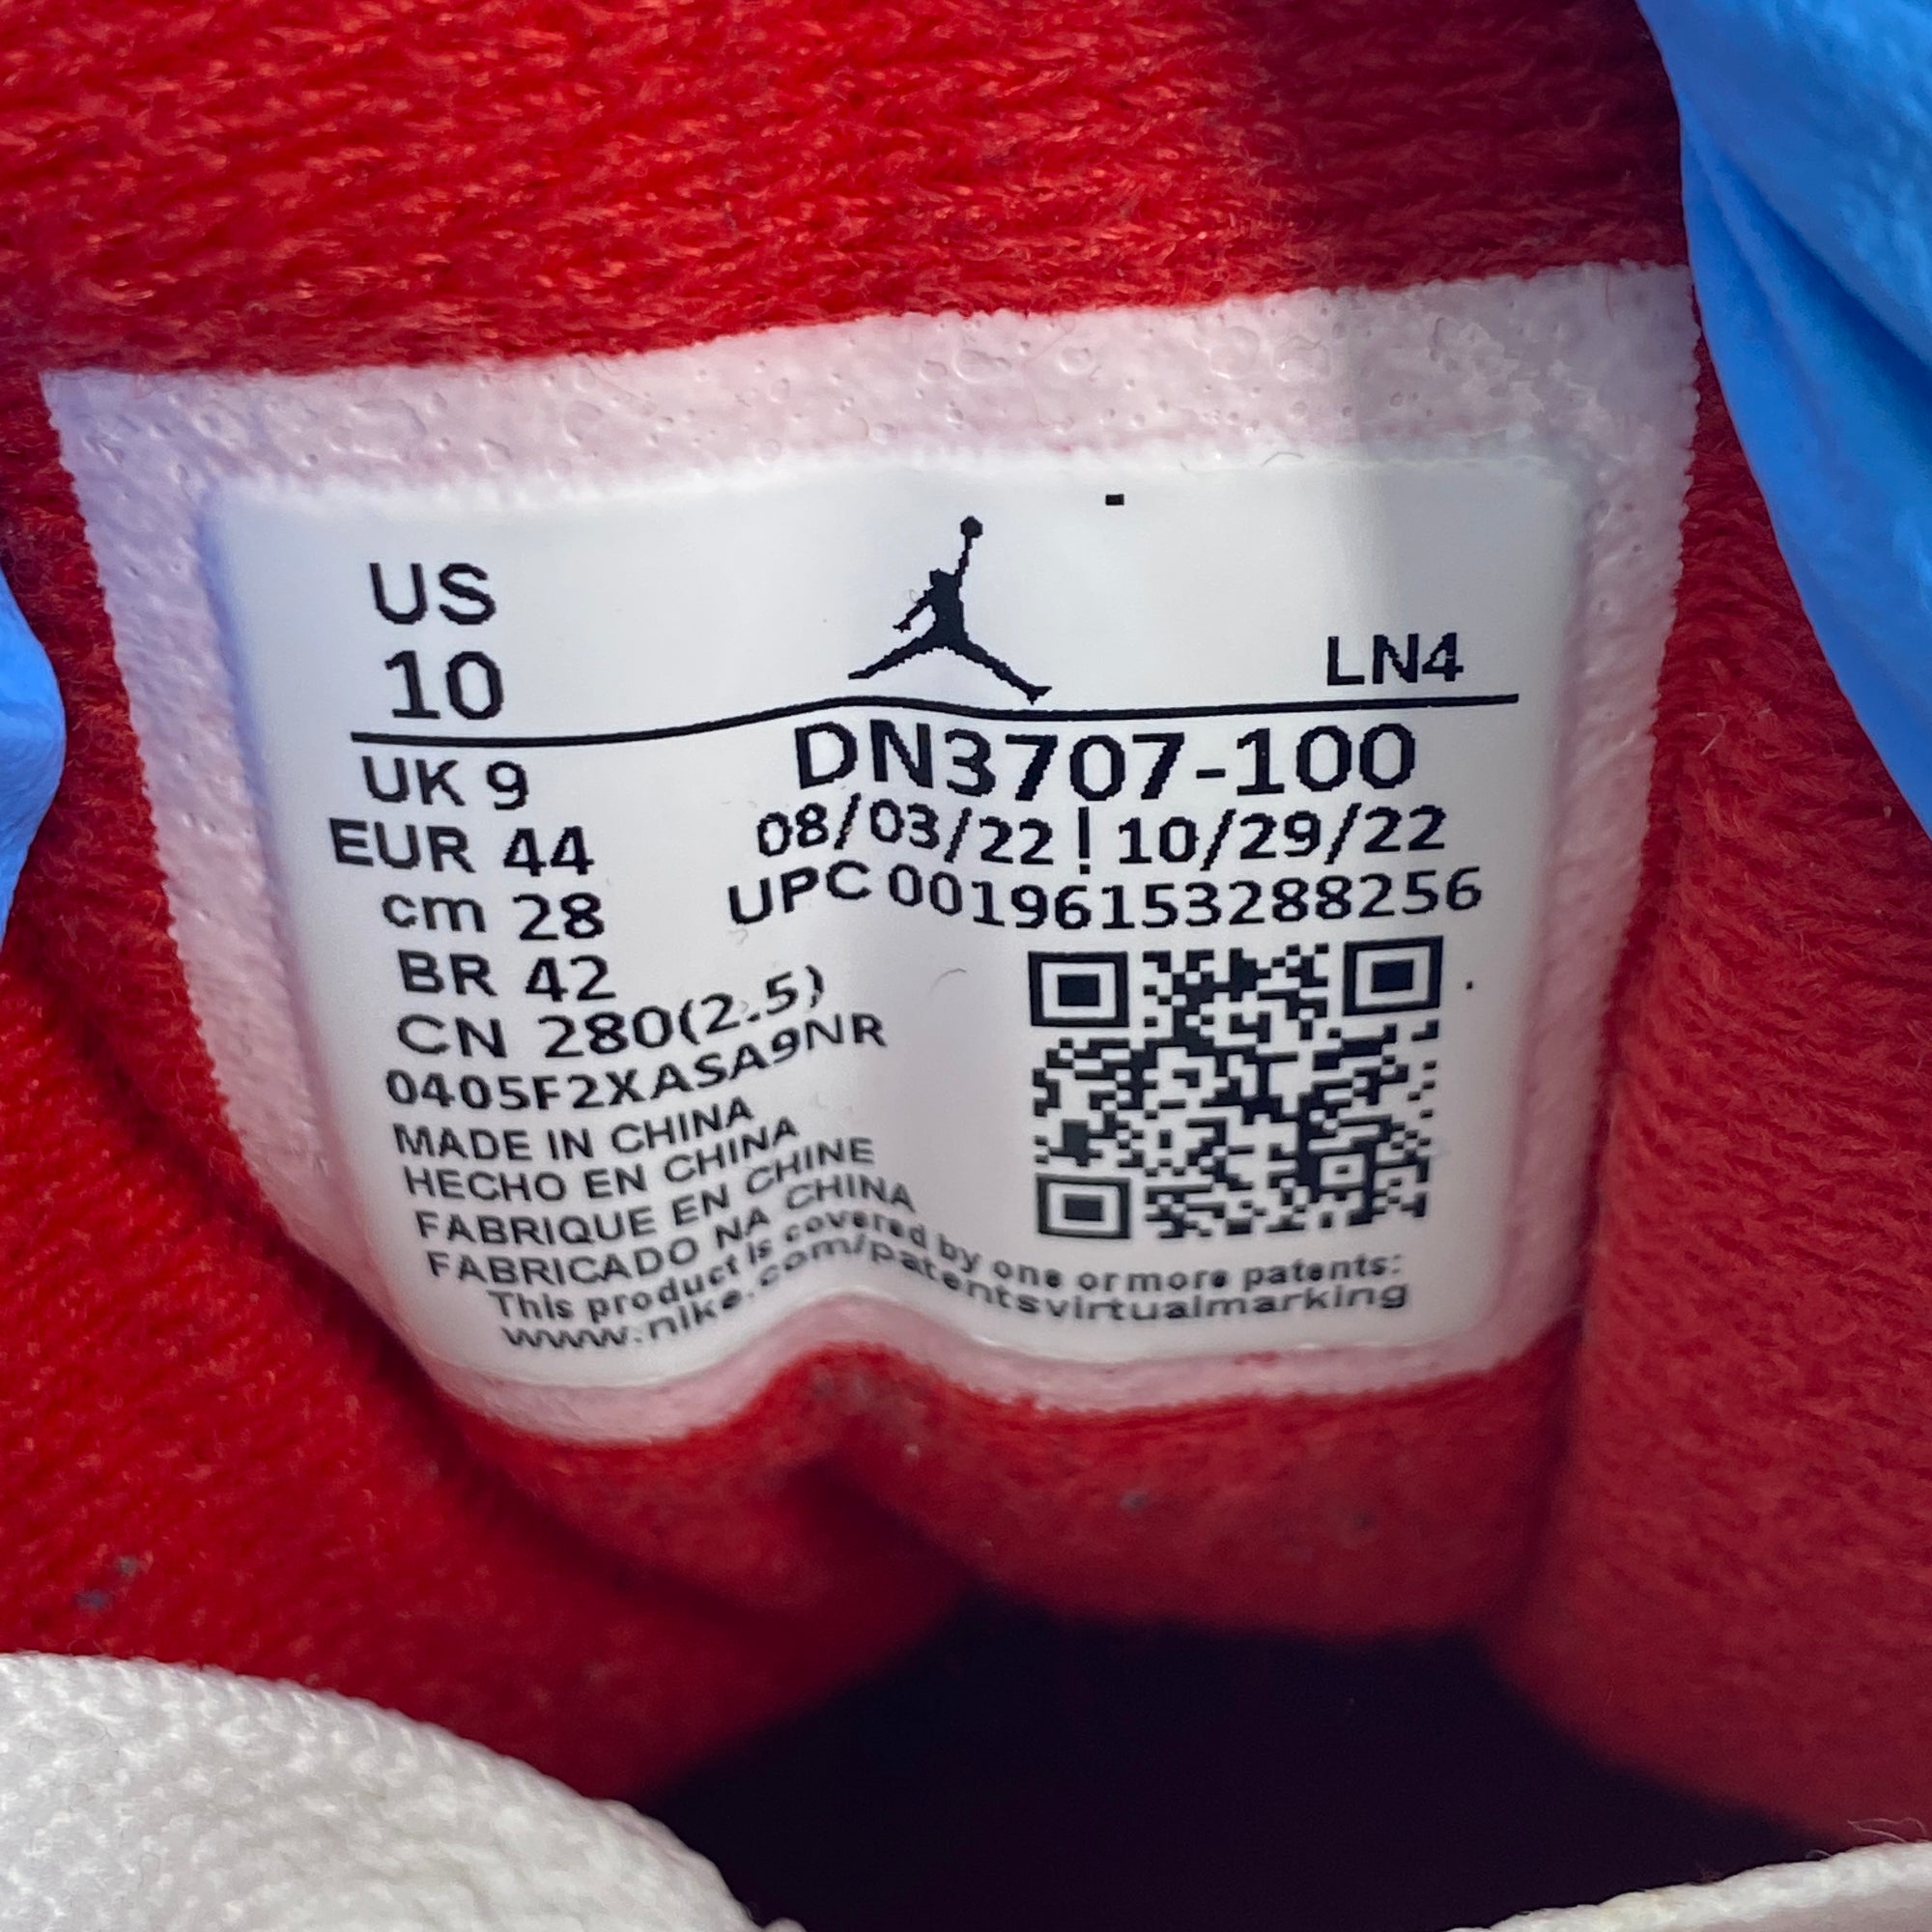 US
10
LN4
UK 9
EUR 44
cm 28
BR 42
CN 280(2.5)
0405F2XASA9NR
DN3707-100
08/03/22 ! 10/29/22
UPC 00196153288256
MADE IN CHINA
HECHO EN CHINA
FABRIQUE EN CHINE
FABRICADO NA CHINA
This product is covered by one or more patents:
www.nike.com/patentsvirtualmarking